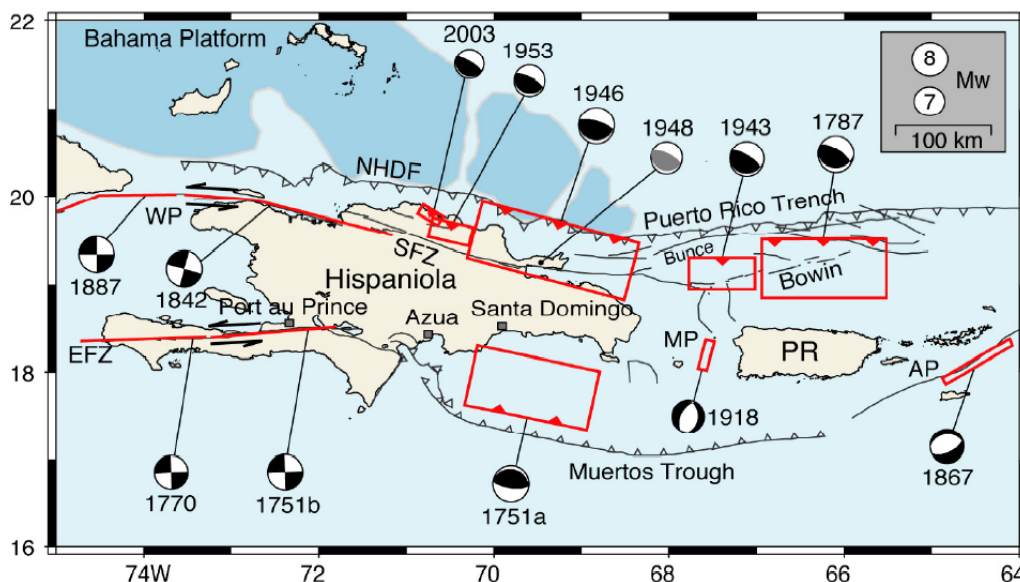 22
20
18
16
74W
72
70
68
66
64
Bahama Platform
2003
1953
1946
1948
1943
1787
8
7
Mw
100 km
NHDF
Puerto Rico Trench
WP
SFZ
Bunce
Bowin
1887
1842
Hispaniola
Port au Prince
Azua
Santa Domingo
EFZ
MP
PR
AP
1918
1867
Muertos Trough
1770
1751b
1751a